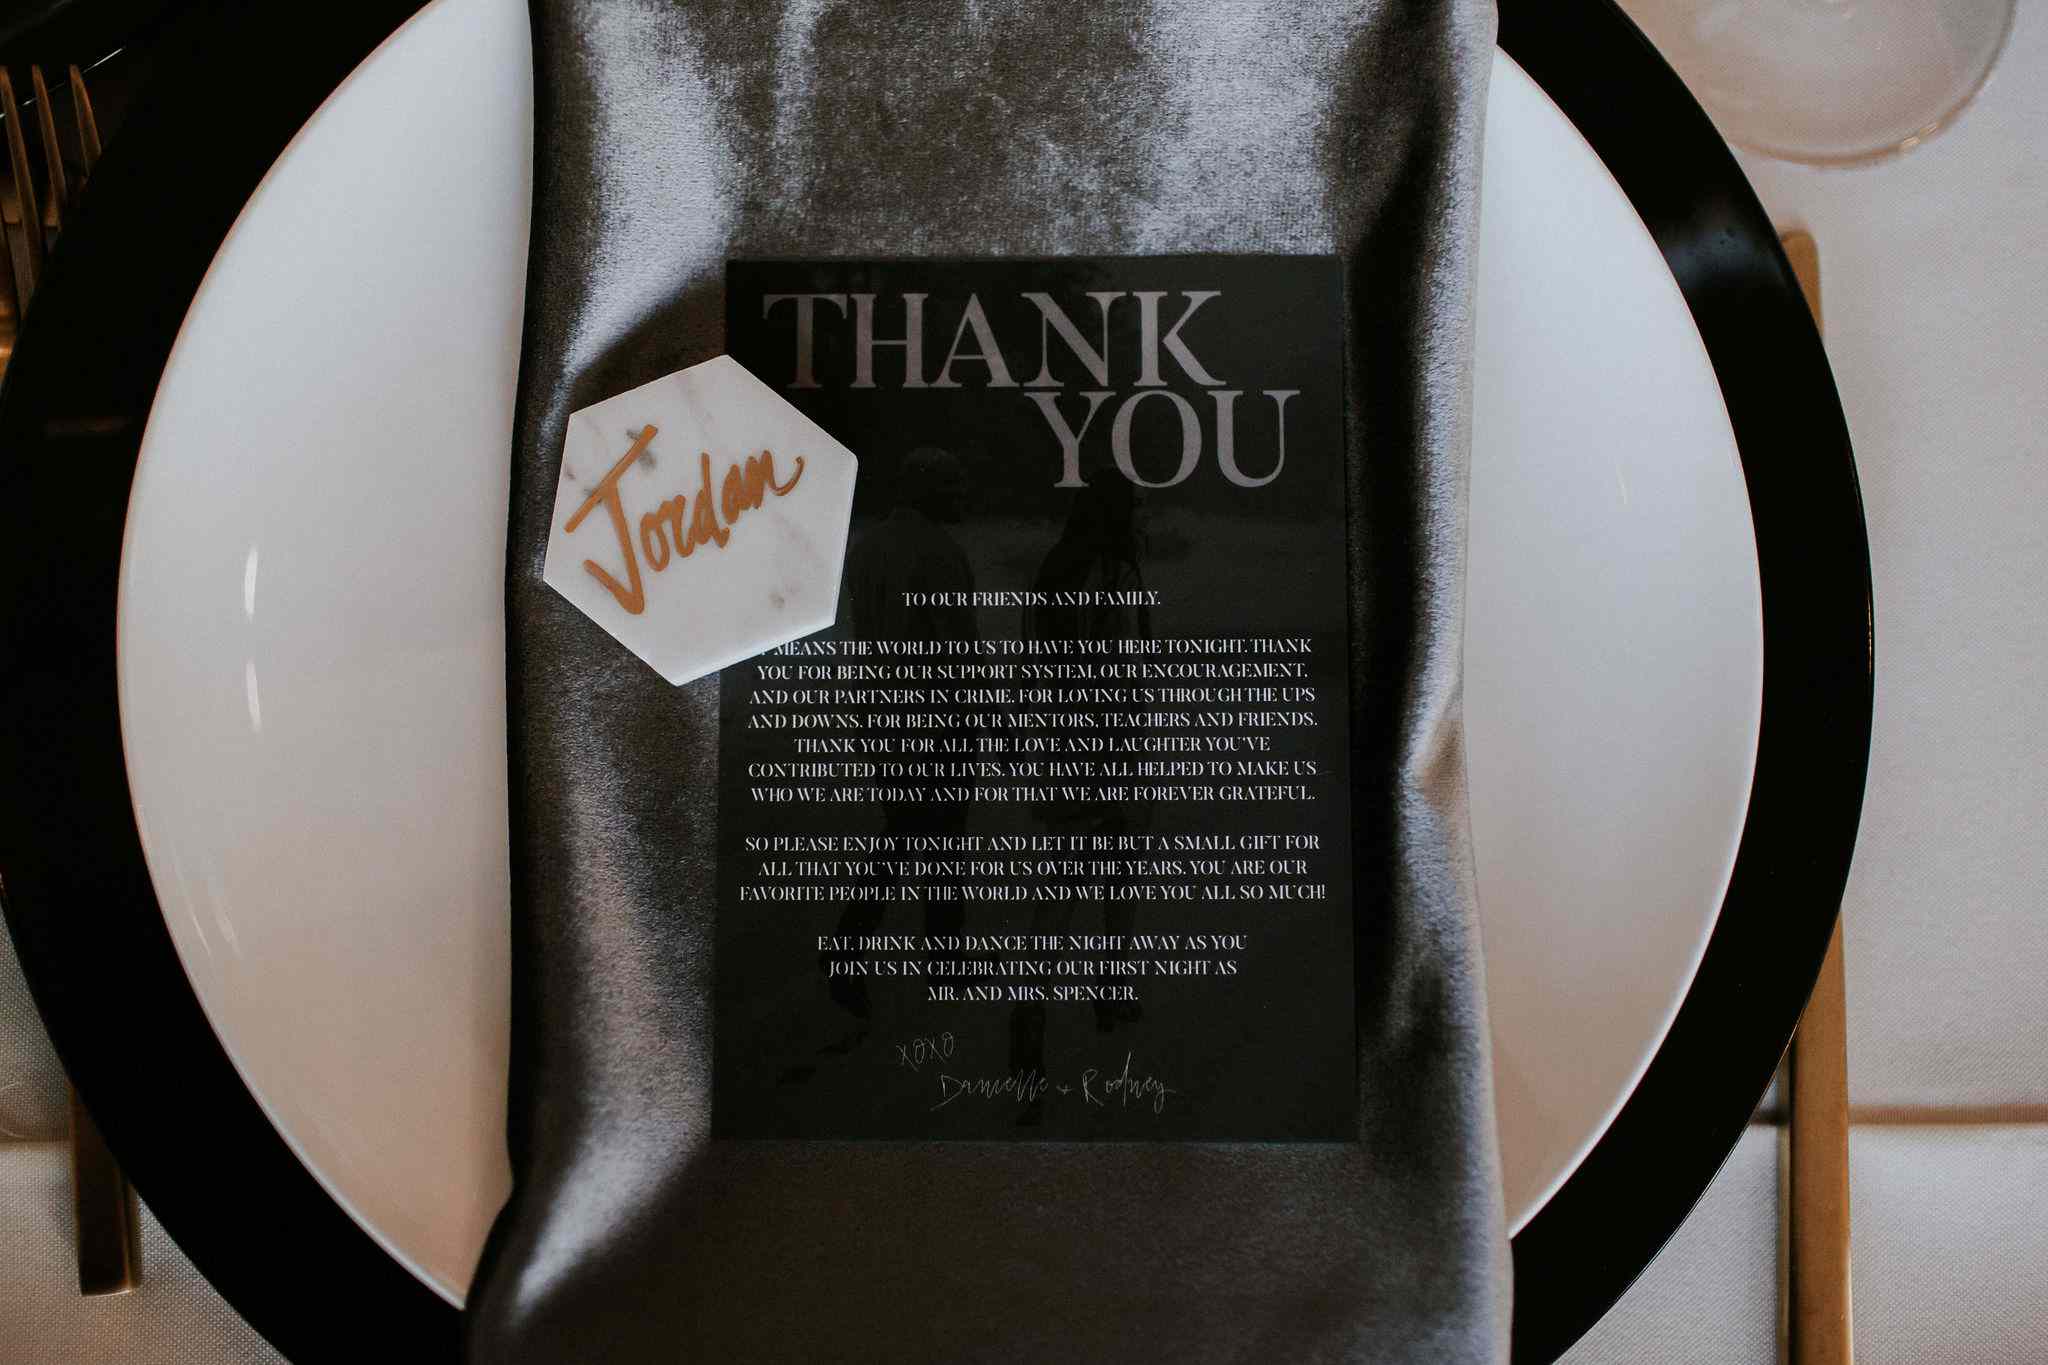 THANK
YOU
Jordan
TO OUR FRIENDS AND FAMILY.
MEANS THE WORLD TO US TO HAVE YOU HERE TONIGHT. THANK
YOU FOR BEING OUR SUPPORT SYSTEM, OUR ENCOURAGEMENT,
AND OUR PARTNERS IN CRIME. FOR LOVING US THROUGH THE UPS
AND DOWNS. FOR BEING OUR MENTORS, TEACHERS AND FRIENDS.
THANK YOU FOR ALL THE LOVE AND LAUGHTER YOU'VE
CONTRIBUTED TO OUR LIVES. YOU HAVE ALL HELPED TO MAKE US
WHO WE ARE TODAY AND FOR THAT WE ARE FOREVER GRATEFUL.
SO PLEASE ENJOY TONIGHT AND LET IT BE BUT A SMALL GIFT FOR
ALL THAT YOU'VE DONE FOR US OVER THE YEARS. YOU ARE OUR
FAVORITE PEOPLE IN THE WORLD AND WE LOVE YOU ALL SO MUCH!
EAT, DRINK AND DANCE THE NIGHT AWAY AS YOU
JOIN US IN CELEBRATING OUR FIRST NIGHT AS
MR. AND MRS. SPENCER.
XOXO
Danielle + Rodney